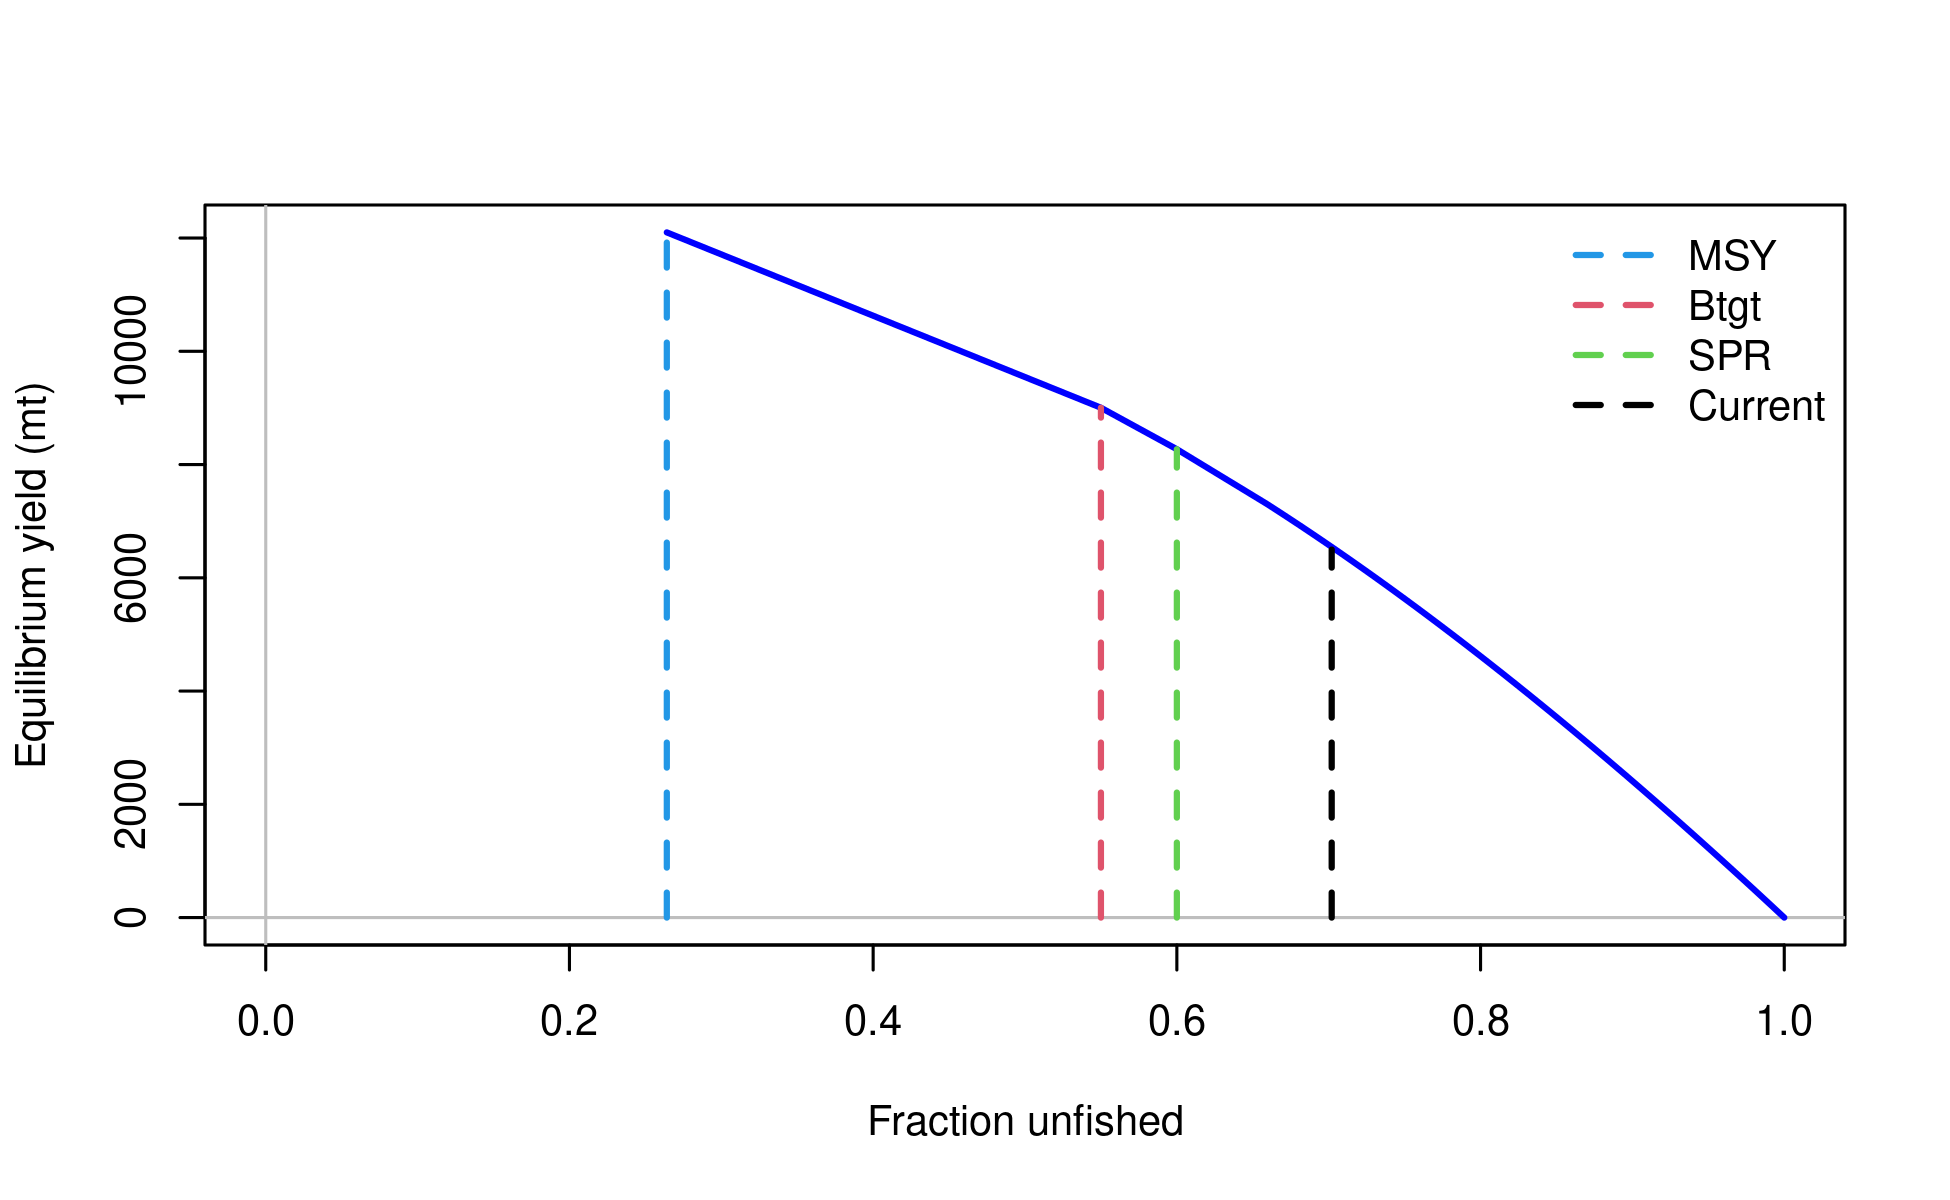 MSY
Btgt
SPR
Current
Equilibrium yield (mt)
10000
6000
2000
0
0.0 0.2 0.4 0.6 0.8 1.0
Fraction unfished